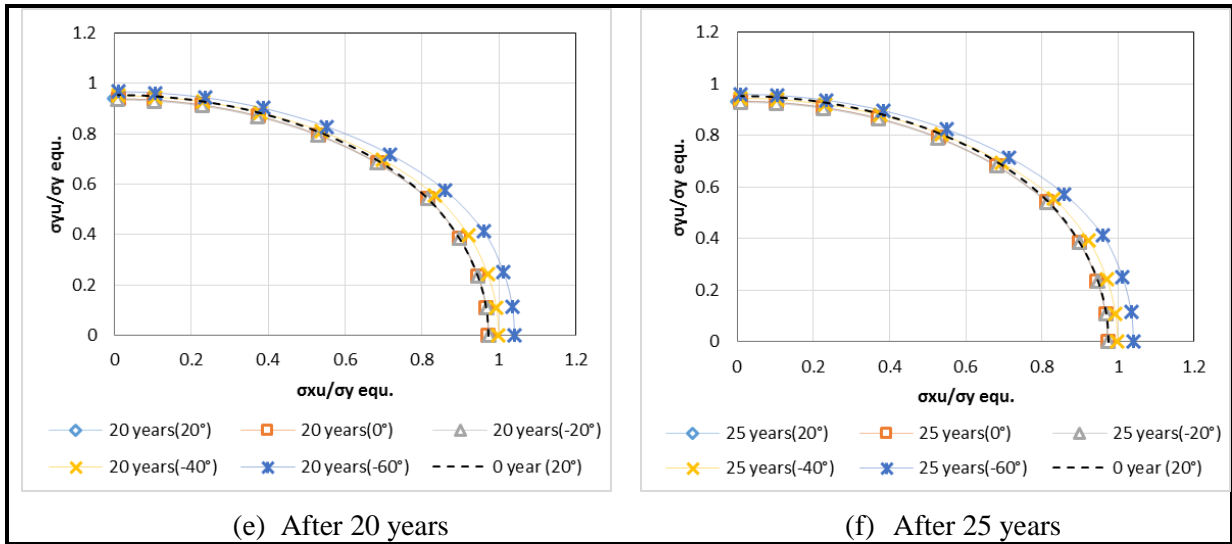 1.2
1
0.8
0.6
0.4
0.2
0
σyu/σy equ.
0 0.2 0.4 0.6 0.8 1 1.2
σxu/σy equ.
20 years(20°) 20 years(0°) 20 years(-20°)
20 years(-40°) 20 years(-60°) 0 year (20°)
(e) After 20 years
1.2
1
0.8
0.6
0.4
0.2
0
σyu/σy equ.
0 0.2 0.4 0.6 0.8 1 1.2
σxu/σy equ.
25 years(20°) 25 years(0°) 25 years(-20°)
25 years(-40°) 25 years(-60°) 0 year (20°)
(f) After 25 years